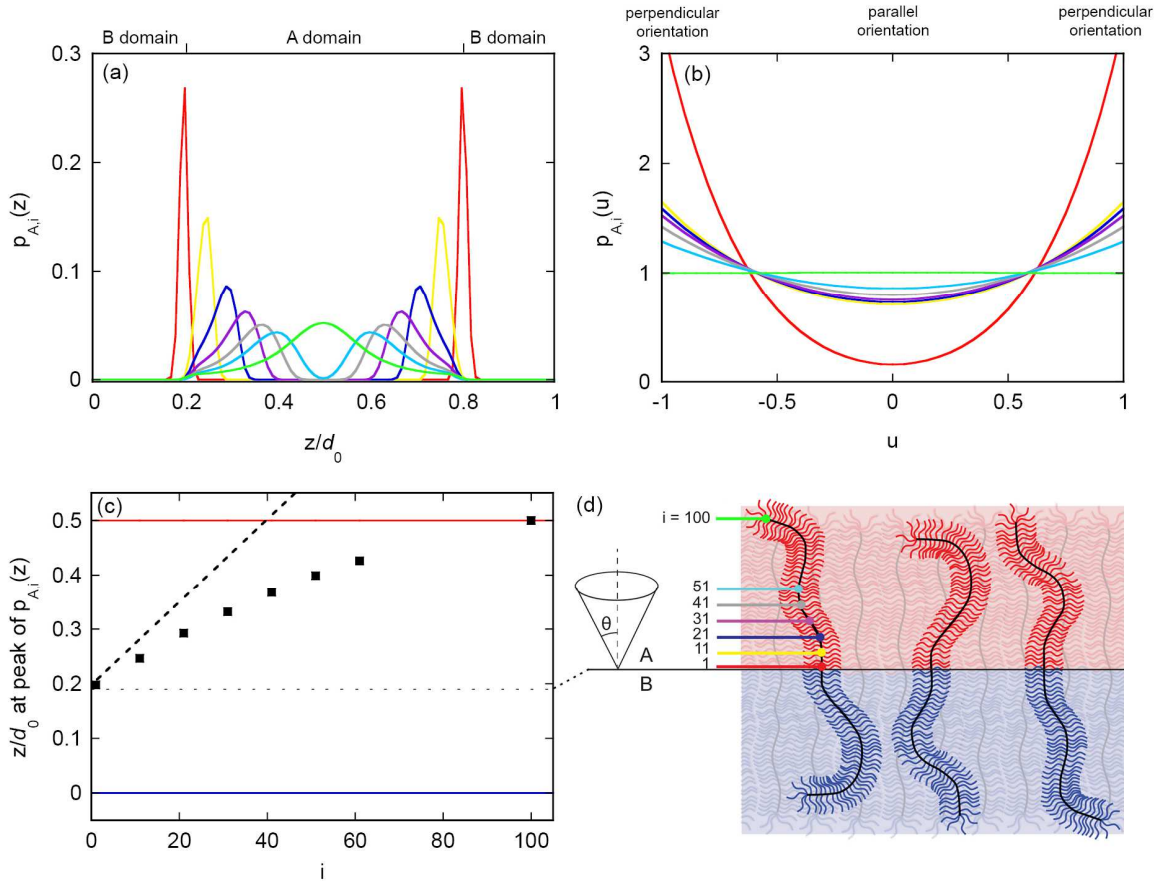 B domain A domain B domain
(a)
0.3
0.2
0.1
0
p_A,i(z)
0 0.2 0.4 0.6 0.8 1
z/d_0
perpendicular orientation
parallel orientation
perpendicular orientation
(b)
3
2
1
0
p_A,i(u)
-1 -0.5 0 0.5 1
u
(c)
0.5
0.4
0.3
0.2
0.1
0
z/d_0 at peak of p_A,i(z)
0 20 40 60 80 100
i
(d)
i = 100
51
41
31
21
11
1
θ
A
B